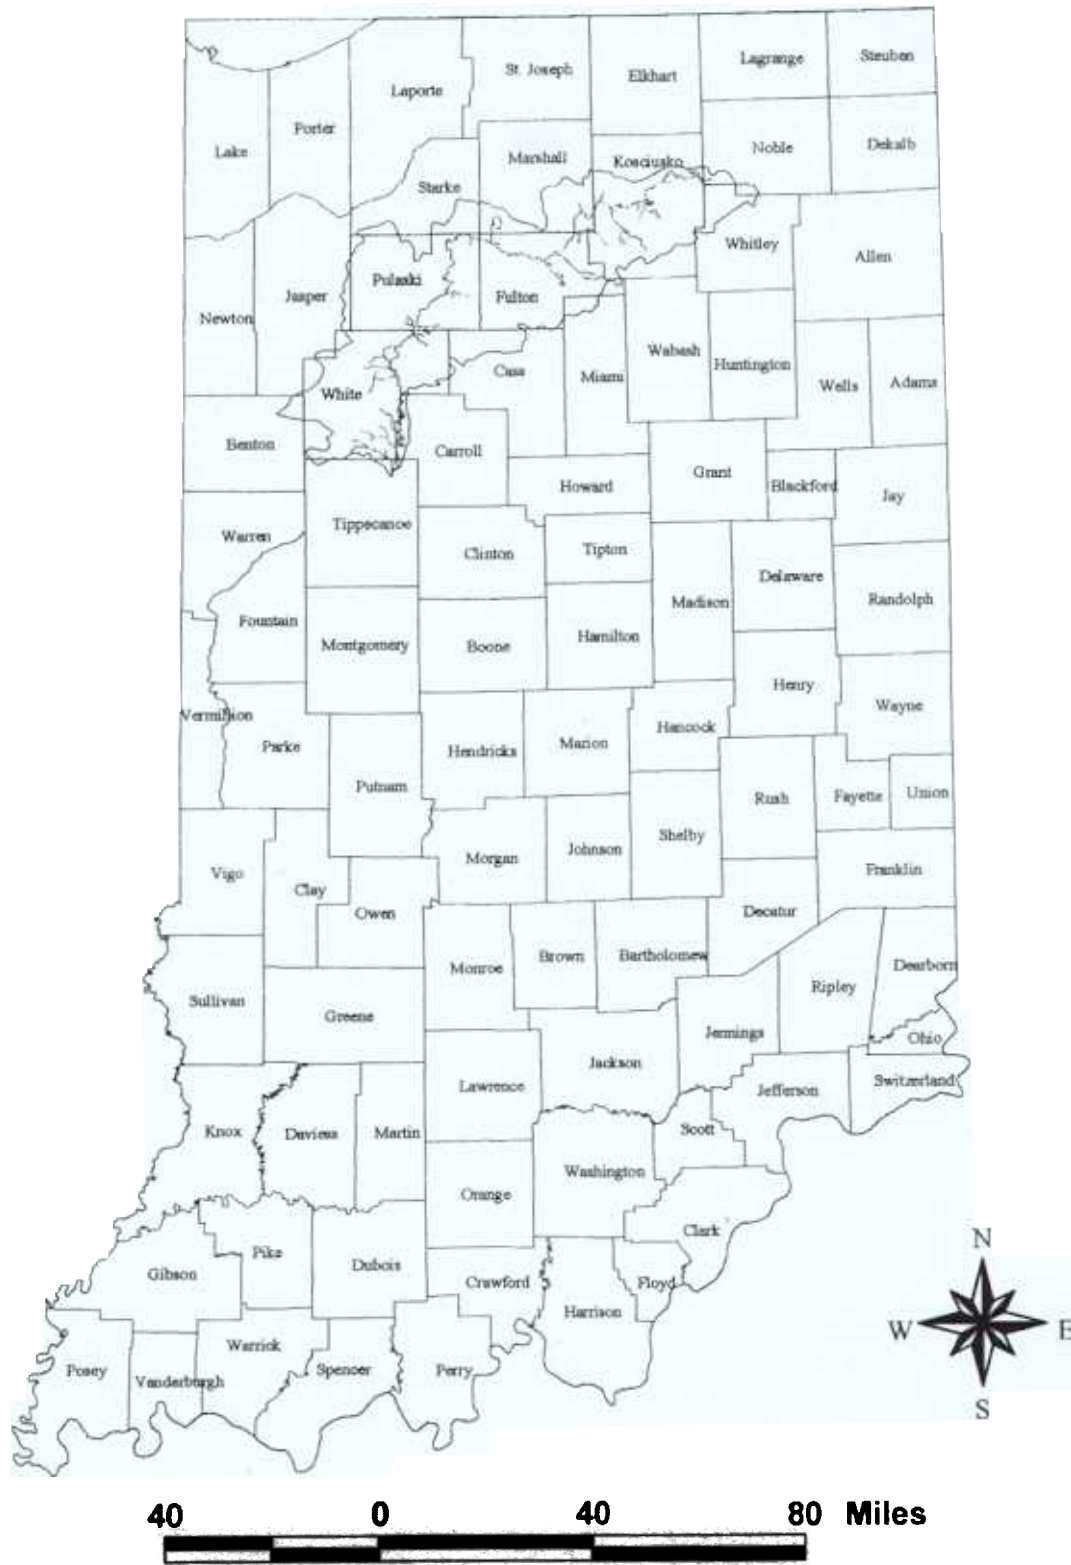 Lagrange
Steuben
St. Joseph
Elkhart
Laporte
Porter
Lake
Noble
Dekalb
Marshall
Kosciusko
Starke
Whitley
Allen
Pulaski
Jasper
Fulton
Newton
Wabash
Huntington
Cass
Miami
Wells
Adams
White
Benton
Carroll
Grant
Howard
Blackford
Jay
Tippecanoe
Warren
Clinton
Tipton
Delaware
Madison
Randolph
Fountain
Montgomery
Boone
Hamilton
Henry
Wayne
Vermillion
Parke
Hendricks
Marion
Hancock
Putnam
Rush
Fayette
Union
Shelby
Johnson
Morgan
Franklin
Vigo
Clay
Owen
Decatur
Monroe
Brown
Bartholomew
Dearborn
Ripley
Sullivan
Greene
Jennings
Ohio
Jackson
Lawrence
Jefferson
Switzerland
Knox
Daviess
Martin
Scott
Washington
Orange
Clark
Pike
Gibson
Dubois
Crawford
Floyd
Harrison
Warrick
Posey
Vanderburgh
Spencer
Perry
N
W
E
S
40 0 40 80 Miles